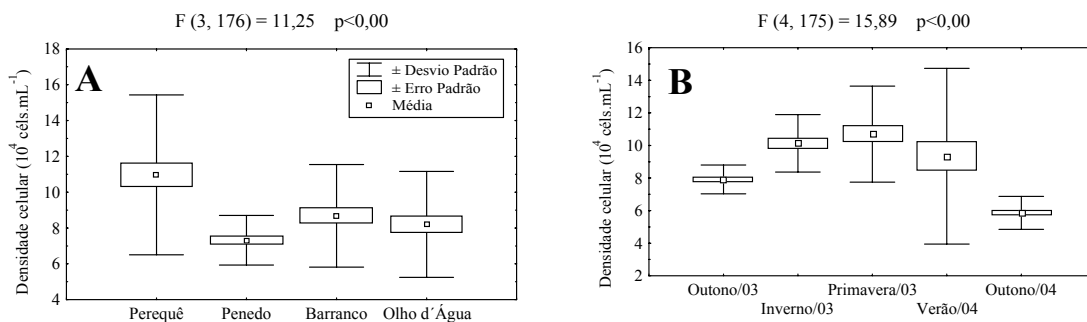 F (3, 176) = 11,25 p<0,00
A
Densidade celular (10⁴ céls.mL⁻¹)
18
16
14
12
10
8
6
4
± Desvio Padrão
± Erro Padrão
Média
Perequê Penedo Barranco Olho d´Água
F (4, 175) = 15,89 p<0,00
B
Densidade celular (10⁴ céls.mL⁻¹)
16
14
12
10
8
6
4
2
Outono/03 Primavera/03 Outono/04
Inverno/03 Verão/04